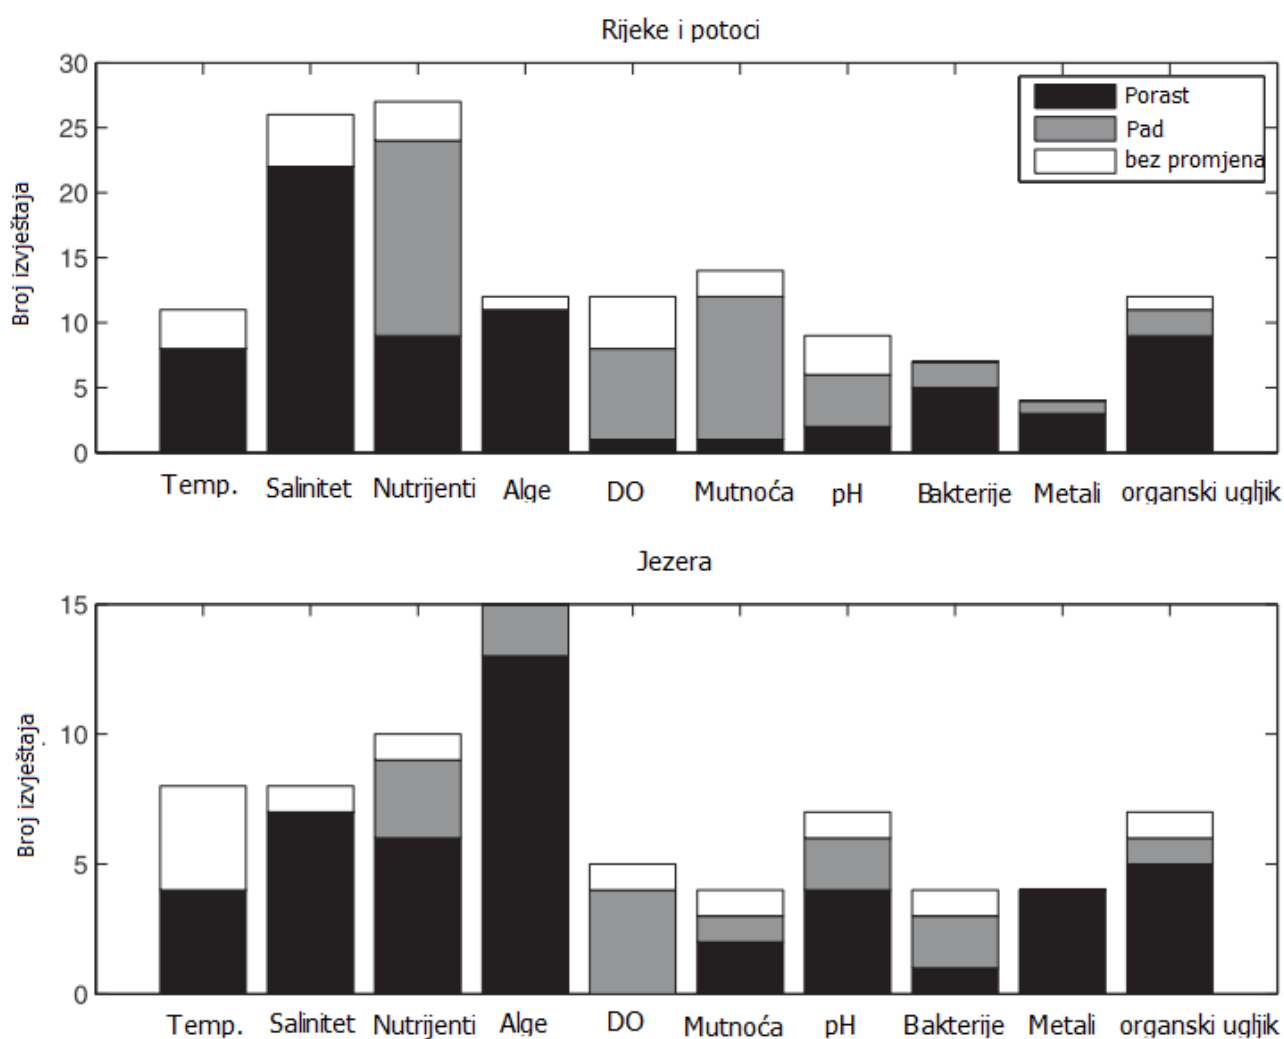 Rijeke i potoci
30
25
20
15
10
5
0
Broj izvještaja
Porast
Pad
bez promjena
Temp. Salinitet Nutrijenti Alge DO Mutnoća pH Bakterije Metali organski ugljik
Jezera
15
10
5
0
Broj izvještaja
Temp. Salinitet Nutrijenti Alge DO Mutnoća pH Bakterije Metali organski ugljik